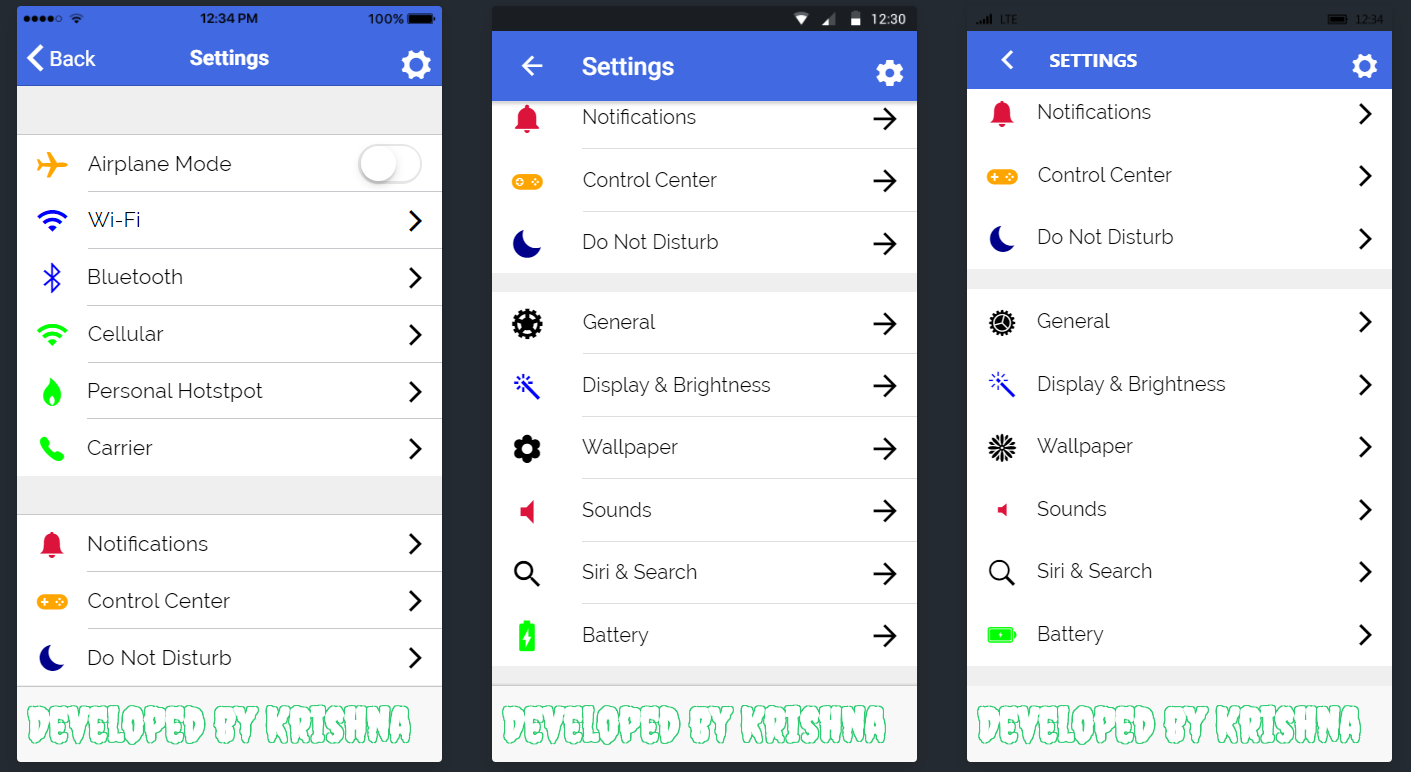 12:34 PM 100%
Back Settings
Airplane Mode
Wi-Fi
Bluetooth
Cellular
Personal Hotstpot
Carrier
Notifications
Control Center
Do Not Disturb
DEVELOPED BY KRISHNA
12:30
Settings
Notifications
Control Center
Do Not Disturb
General
Display & Brightness
Wallpaper
Sounds
Siri & Search
Battery
DEVELOPED BY KRISHNA
LTE 12:34
SETTINGS
Notifications
Control Center
Do Not Disturb
General
Display & Brightness
Wallpaper
Sounds
Siri & Search
Battery
DEVELOPED BY KRISHNA